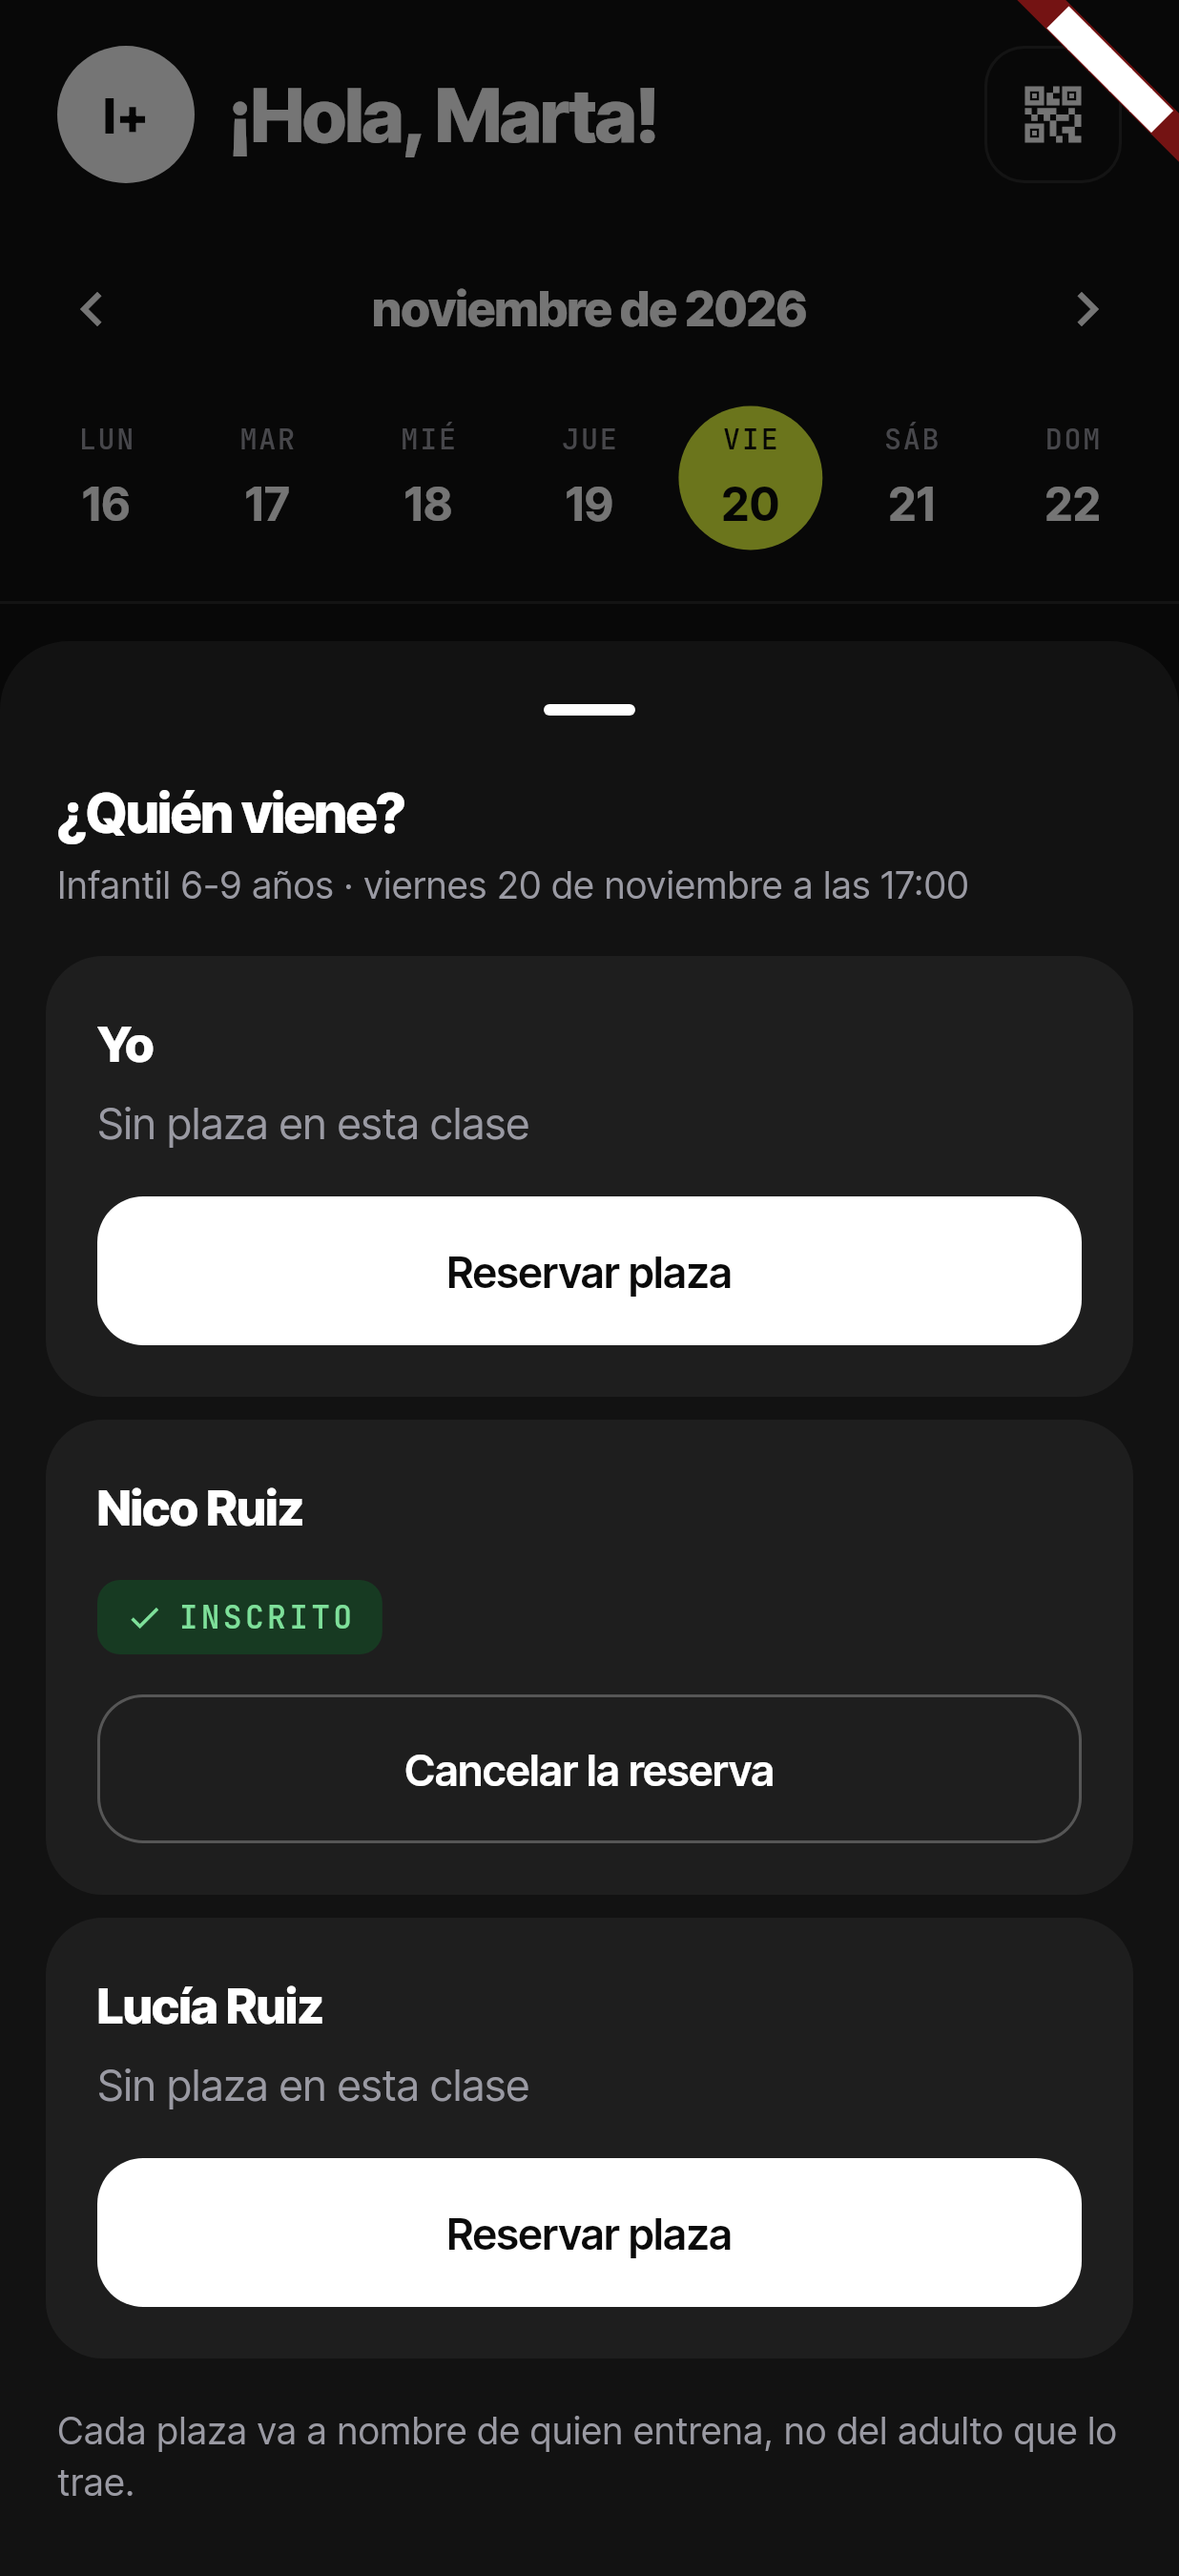 I+
¡Hola, Marta!
noviembre de 2026
LUN MAR MIÉ JUE VIE SÁB DOM
16 17 18 19 20 21 22
¿Quién viene?
Infantil 6-9 años · viernes 20 de noviembre a las 17:00
Yo
Sin plaza en esta clase
Reservar plaza
Nico Ruiz
INSCRITO
Cancelar la reserva
Lucía Ruiz
Sin plaza en esta clase
Reservar plaza
Cada plaza va a nombre de quien entrena, no del adulto que lo
trae.